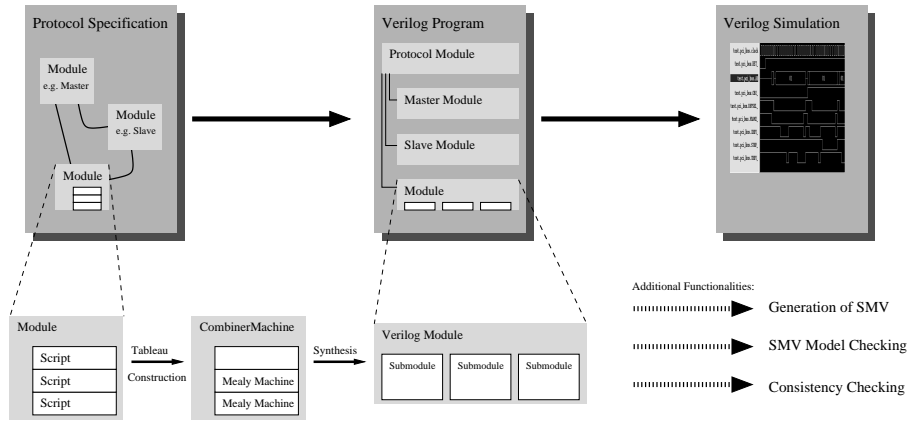 Protocol Specification
Module
e.g. Master
Module
e.g. Slave
Module
Verilog Program
Protocol Module
Master Module
Slave Module
Module
Verilog Simulation
Module
Script
Script
Script
Tableau
Construction
CombinerMachine
Mealy Machine
Mealy Machine
Synthesis
Verilog Module
Submodule
Submodule
Submodule
Additional Functionalities:
Generation of SMV
SMV Model Checking
Consistency Checking